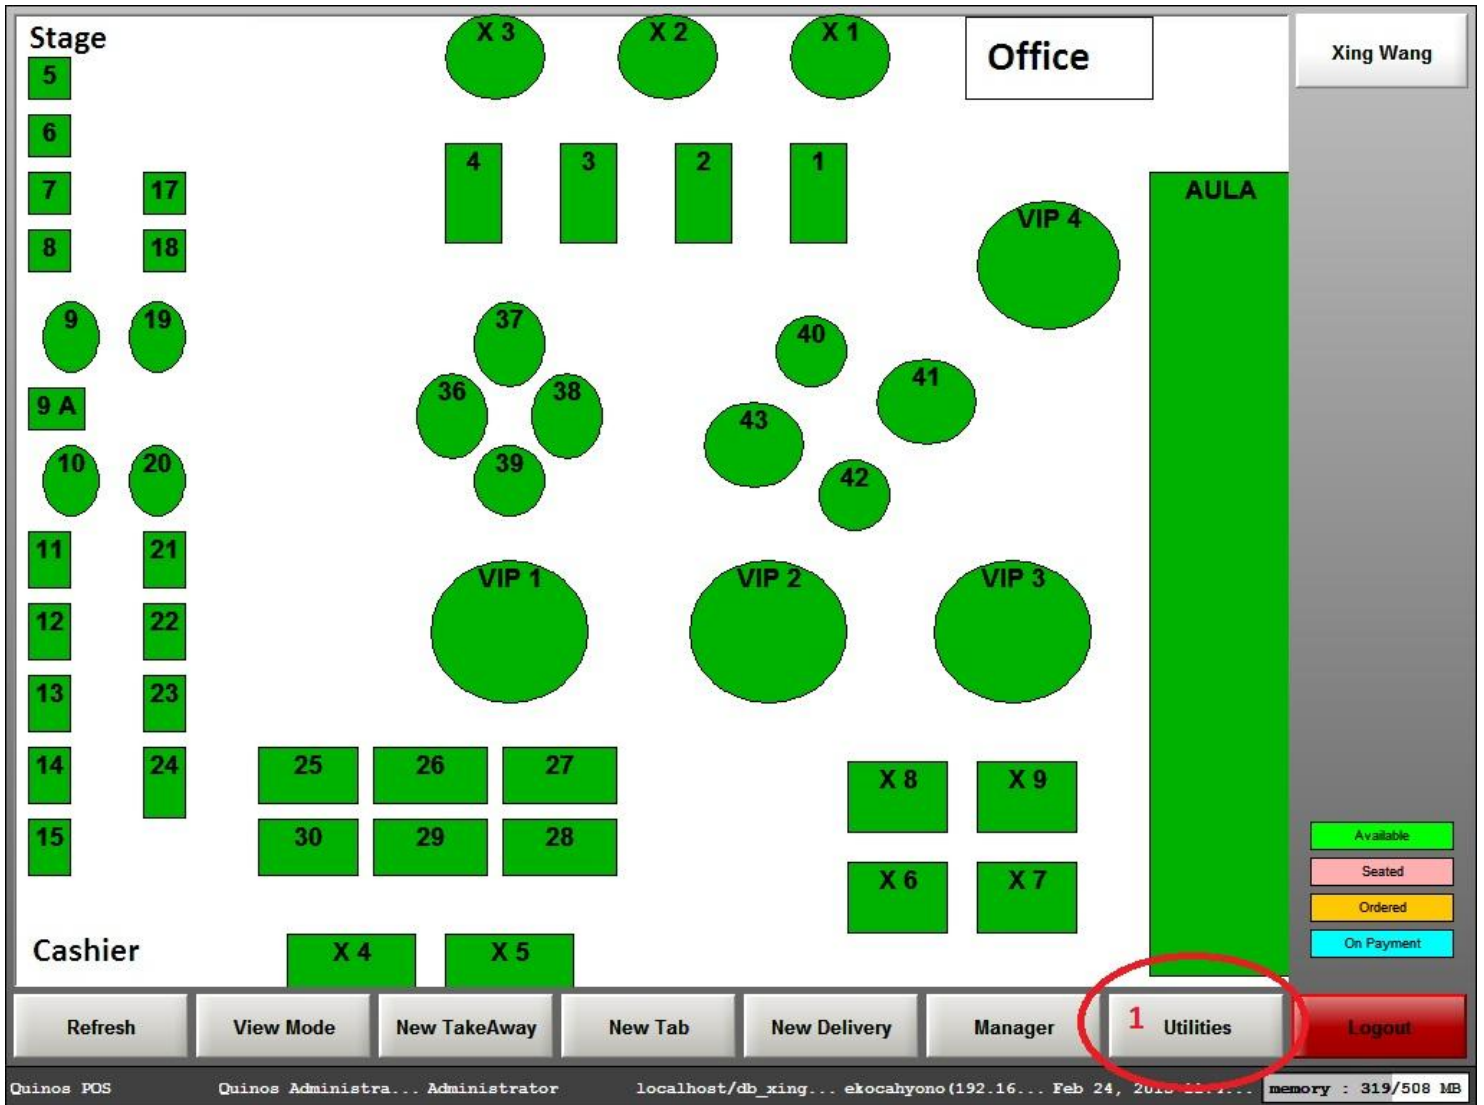 Stage
X 3
X 2
X 1
Office
Xing Wang
5
6
4
3
2
1
7
17
AULA
VIP 4
8
18
9
19
37
40
41
9 A
36
38
43
10
20
39
42
11
21
VIP 1
VIP 2
VIP 3
12
22
13
23
14
24
25
26
27
X 8
X 9
15
30
29
28
Available
Seated
X 6
X 7
Ordered
On Payment
Cashier
X 4
X 5
Refresh
View Mode
New TakeAway
New Tab
New Delivery
Manager
1
Utilities
Logout
Quinos POS
Quinos Administra... Administrator
localhost/db_xing... ekocahyono(192.16... Feb 24,
memory : 319/508 MB